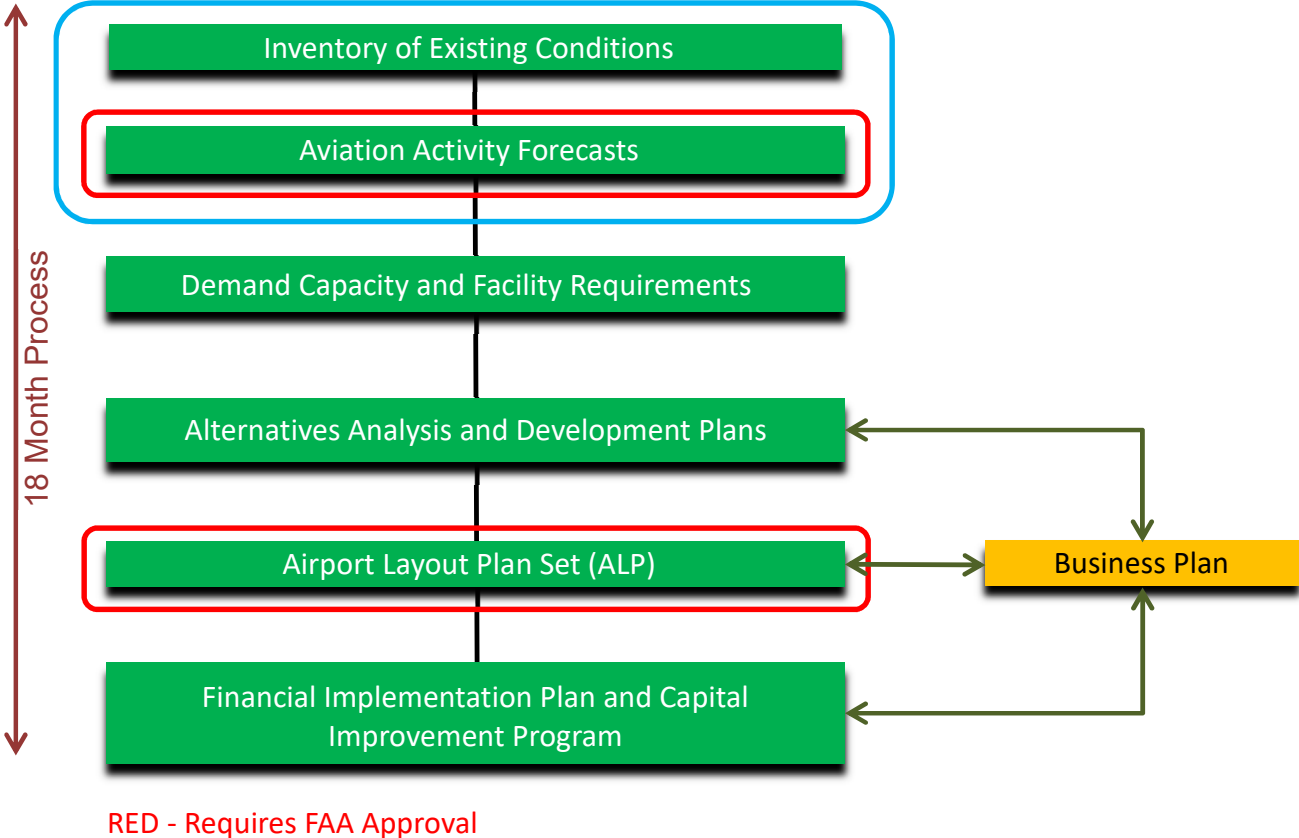 Inventory of Existing Conditions
Aviation Activity Forecasts
Demand Capacity and Facility Requirements
18 Month Process
Alternatives Analysis and Development Plans
Airport Layout Plan Set (ALP)
Business Plan
Financial Implementation Plan and Capital
Improvement Program
RED - Requires FAA Approval